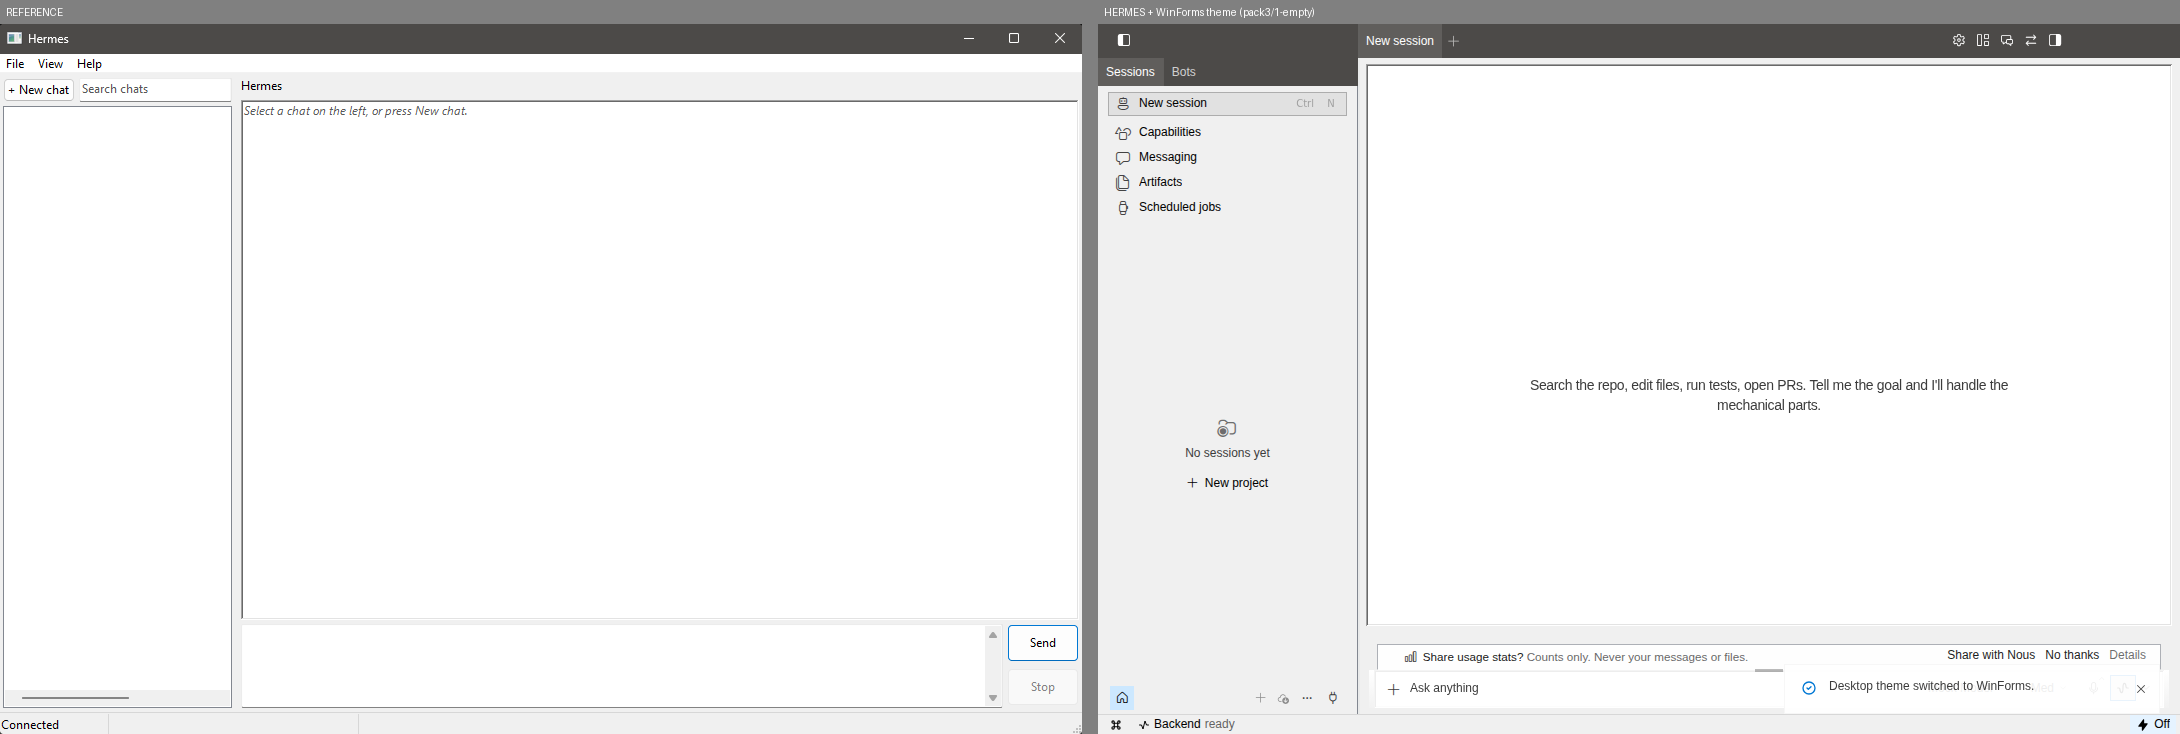 REFERENCE
Hermes
File View Help
+ New chat
Search chats
Hermes
Select a chat on the left, or press New chat.
Send
Stop
Connected
HERMES + WinForms theme (pack3/1-empty)
New session
Sessions Bots
New session Ctrl N
Capabilities
Messaging
Artifacts
Scheduled jobs
No sessions yet
New project
Search the repo, edit files, run tests, open PRs. Tell me the goal and I'll handle the
mechanical parts.
Share usage stats? Counts only. Never your messages or files.
Share with Nous No thanks Details
Ask anything
Desktop theme switched to WinForms.
Backend ready
Off